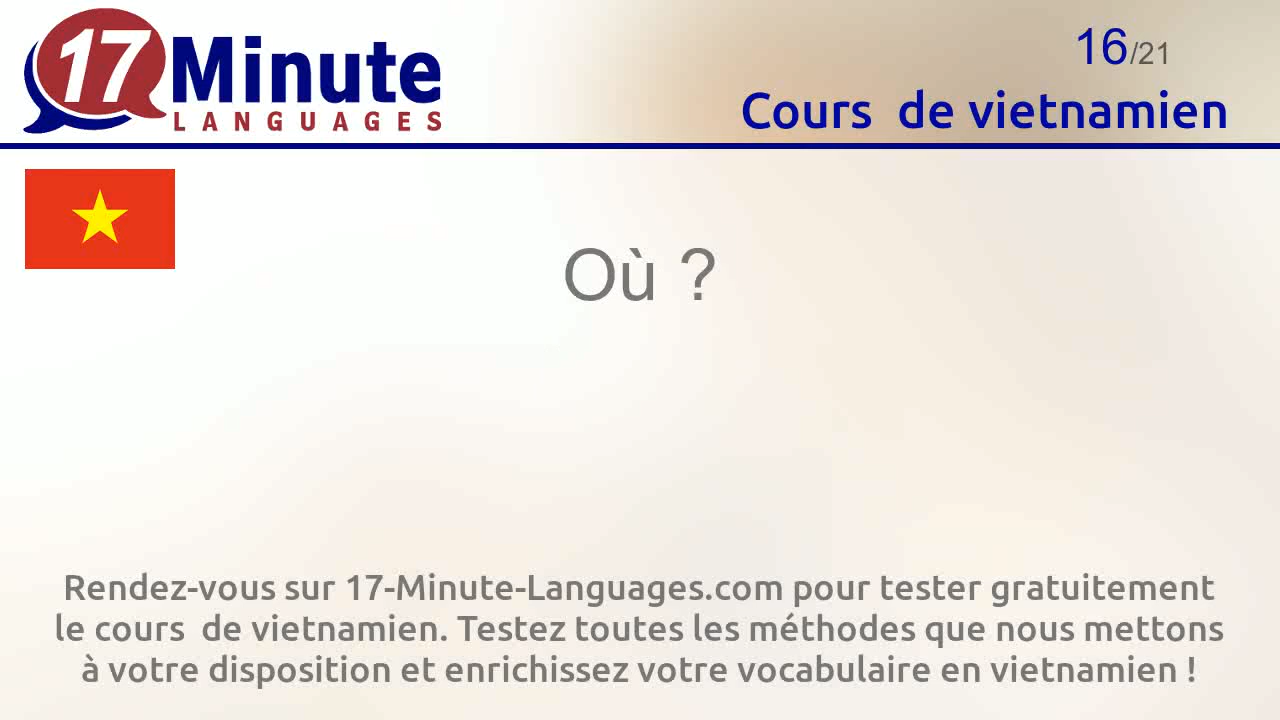 17 Minute
LANGUAGES
16/21
Cours de vietnamien
Où ?
Rendez-vous sur 17-Minute-Languages.com pour tester gratuitement
le cours de vietnamien. Testez toutes les méthodes que nous mettons
à votre disposition et enrichissez votre vocabulaire en vietnamien !